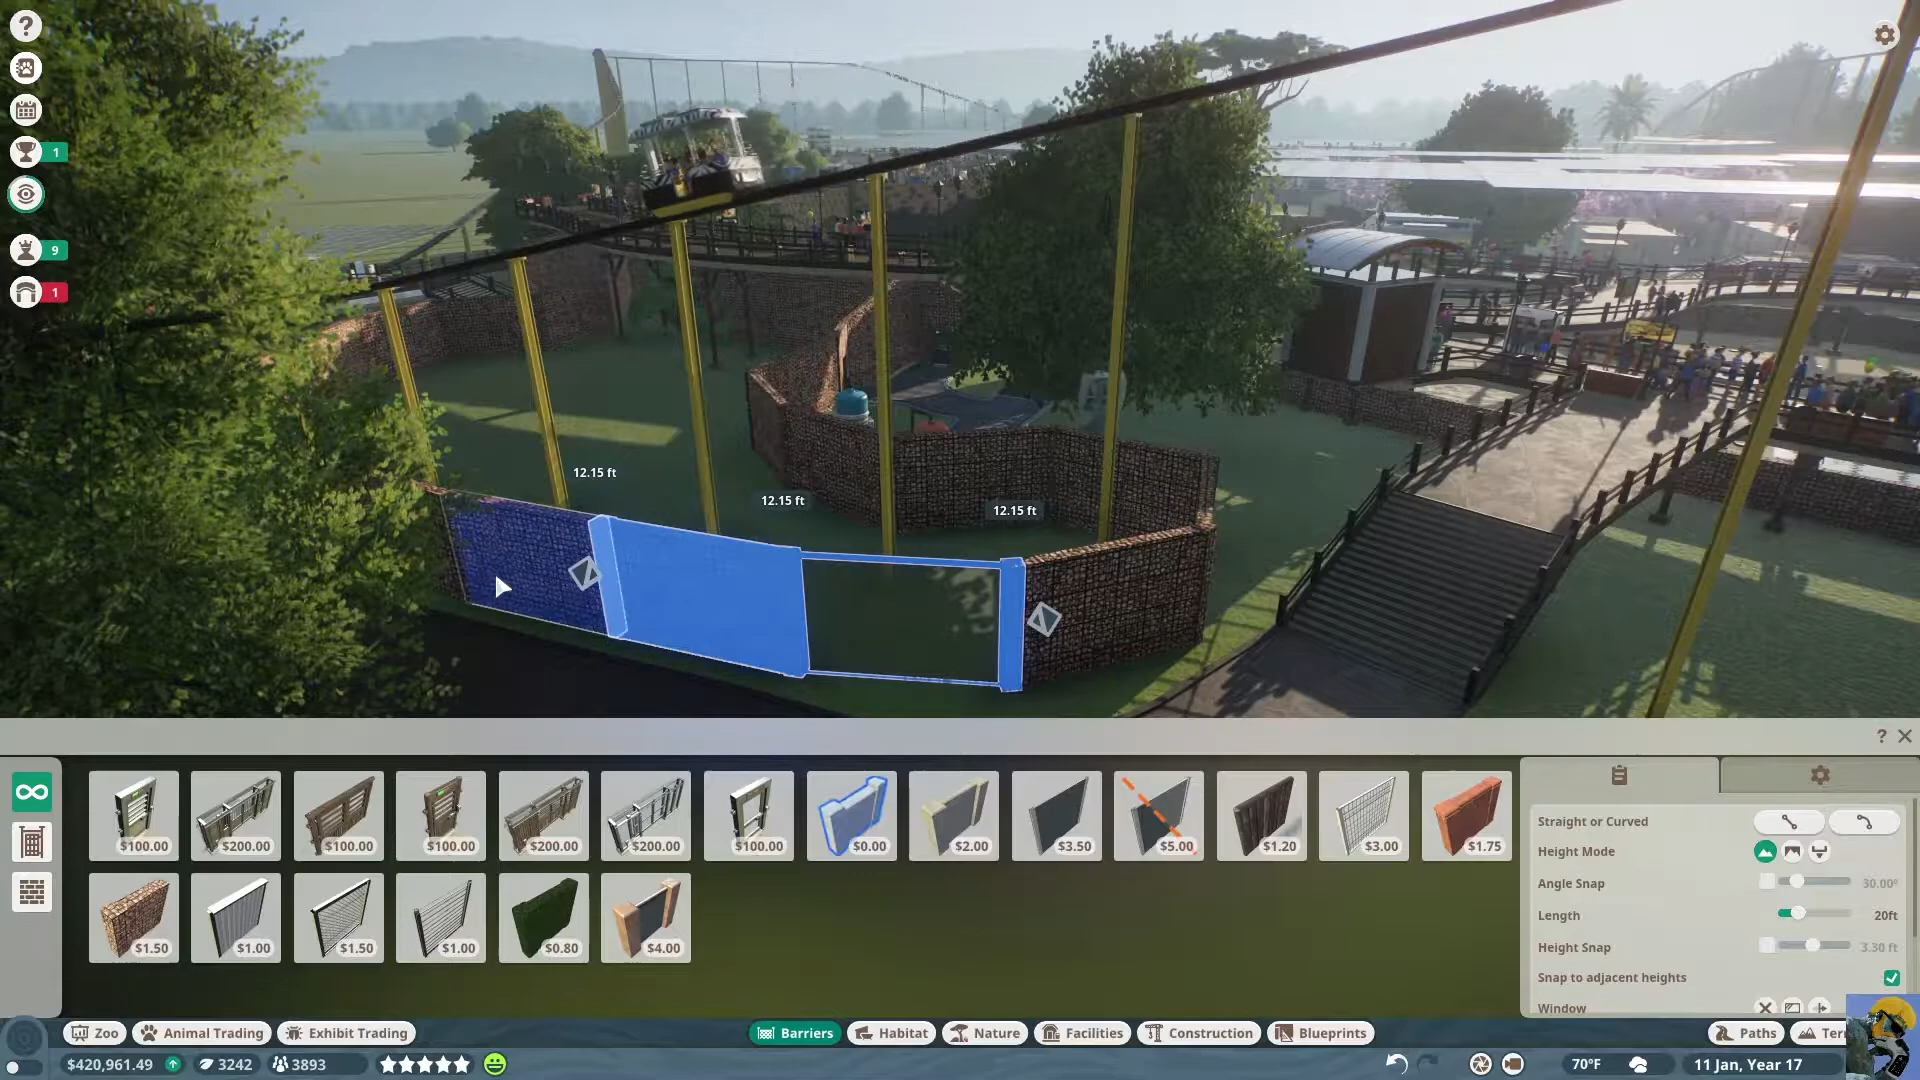 ?
1
9
1
12.15 ft
12.15 ft
12.15 ft
? X
$100.00 $200.00 $100.00 $100.00 $200.00 $200.00 $100.00 $0.00 $2.00 $3.50 $5.00 $1.20 $3.00 $1.75
$1.50 $1.00 $1.50 $1.00 $0.80 $4.00
Straight or Curved
Height Mode
Angle Snap 30.00°
Length 20ft
Height Snap 3.30 ft
Snap to adjacent heights
Window
Zoo Animal Trading Exhibit Trading Barriers Habitat Nature Facilities Construction Blueprints Paths Ter
$420,961.49 3242 3893 70°F 11 Jan, Year 17